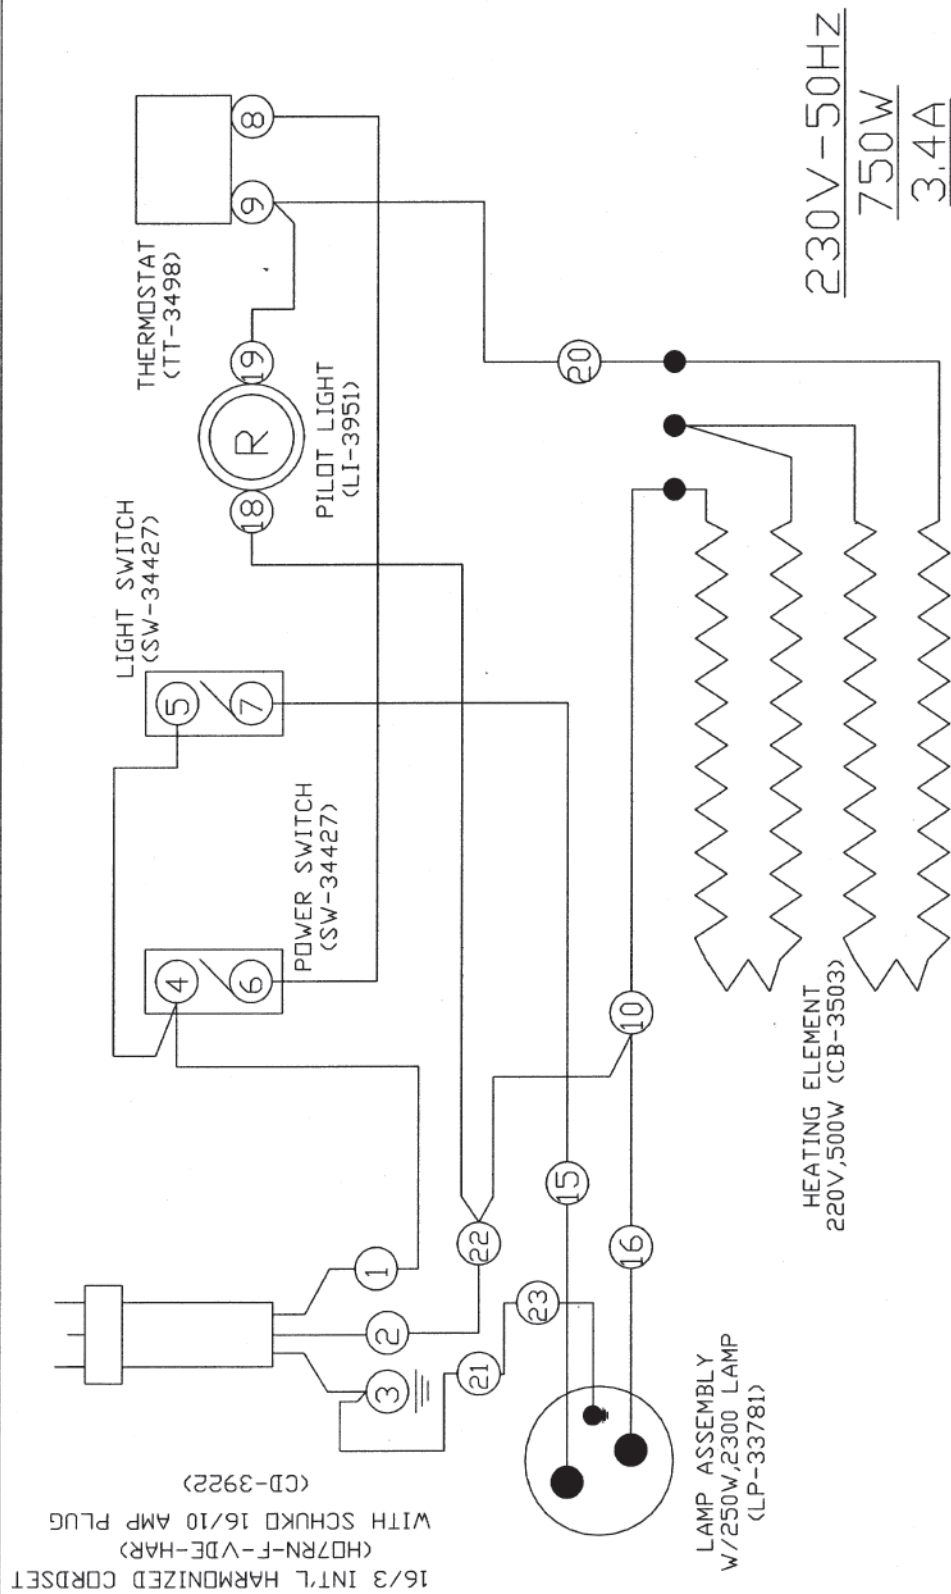 16/3 INT'L HARMONIZED CORDSET
(HO7RN-F-VDE-HAR)
WITH SCHUKO 16/10 AMP PLUG
(CD-3922)
1
2
3
4
6
POWER SWITCH
(SW-34427)
5
7
LIGHT SWITCH
(SW-34427)
18
R
19
PILOT LIGHT
(LI-3951)
THERMOSTAT
(TT-3498)
9
8
22
21
23
15
16
10
20
LAMP ASSEMBLY
W/250W,2300 LAMP
(LP-33781)
HEATING ELEMENT
220V,500W (CB-3503)
230V-50Hz
750W
3.4A